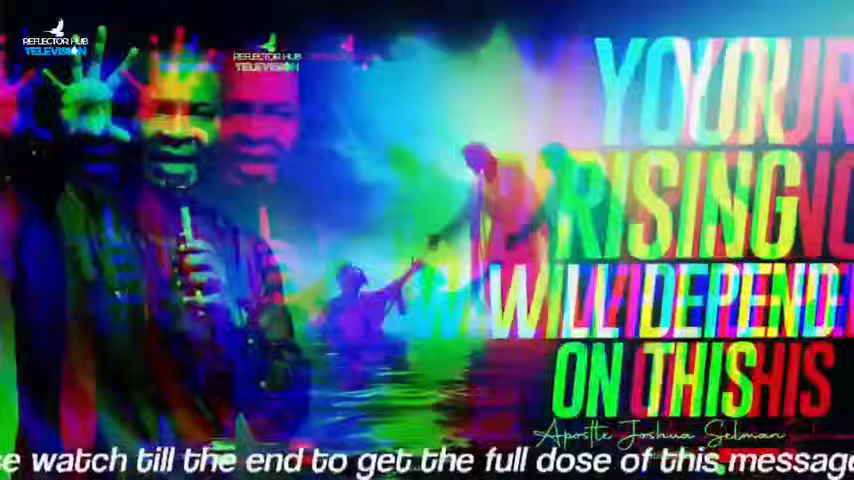 REFLECTOR HUB
TELEVISION
REFLECTOR HUB
TELEVISION
YOUR
RISING
WILL DEPEND
ON THIS
Apostle Joshua Selman
watch till the end to get the full dose of this message